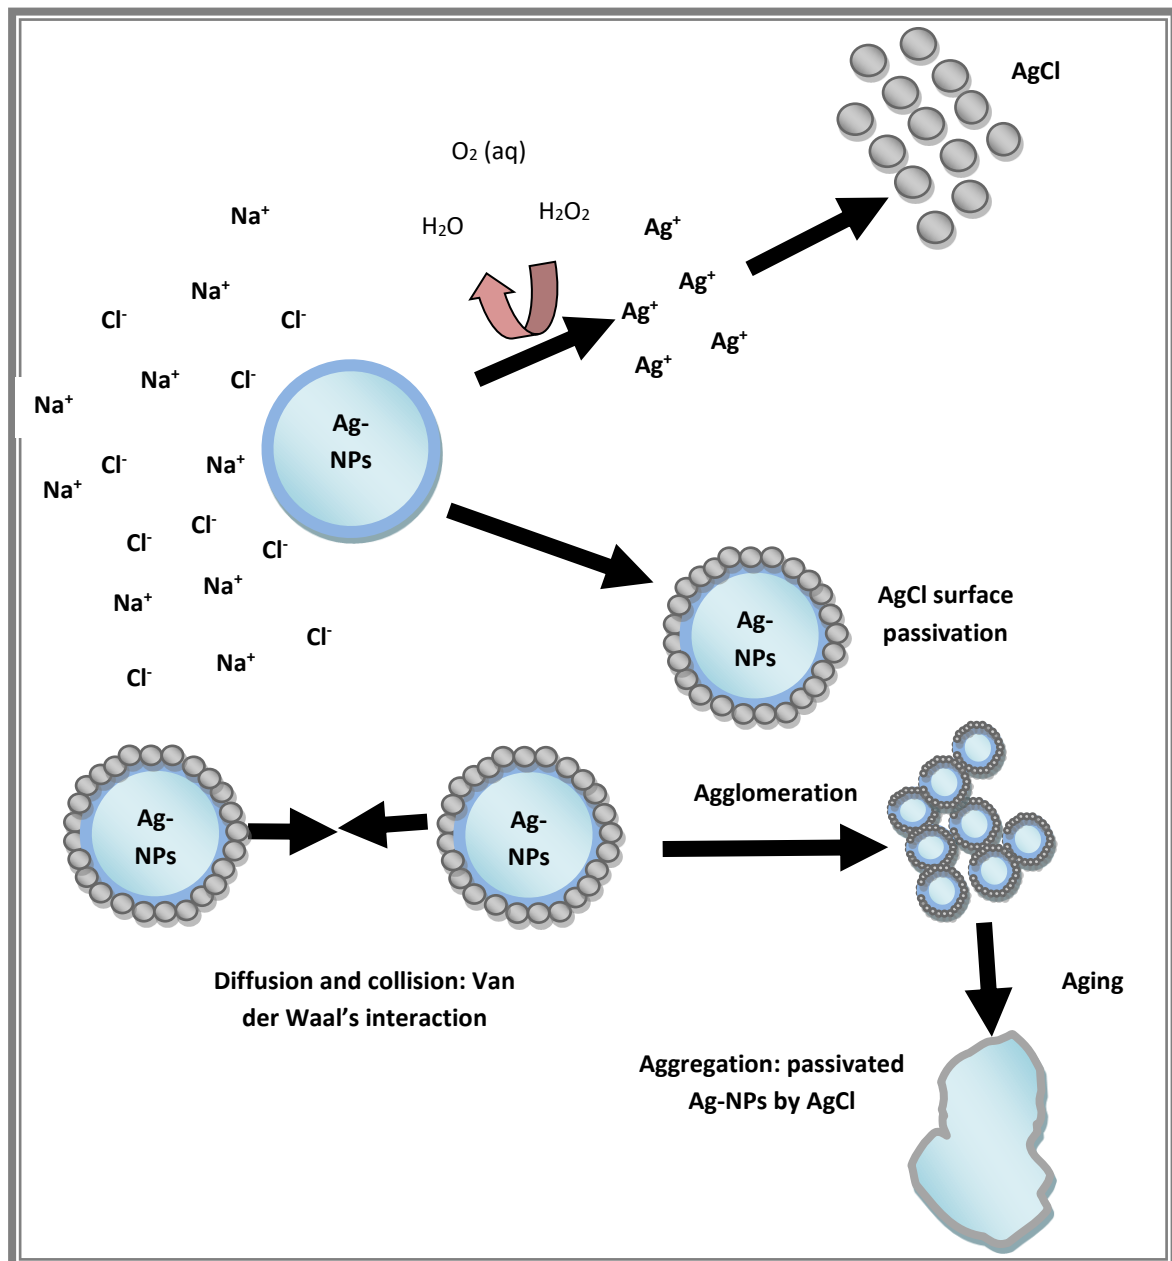 AgCl
O₂ (aq)
H₂O
H₂O₂
Na⁺
Ag⁺
Na⁺
Ag⁺
Cl⁻
Cl⁻
Ag⁺
Ag⁺
Ag⁺
Na⁺
Cl⁻
Na⁺
Ag-
NPs
Cl⁻
Na⁺
Na⁺
Cl⁻
Cl⁻
Cl⁻
Na⁺
Na⁺
Cl⁻
Na⁺
Cl⁻
AgCl surface
passivation
Ag-
NPs
Ag-
NPs
Ag-
NPs
Agglomeration
Diffusion and collision: Van
der Waal’s interaction
Aging
Aggregation: passivated
Ag-NPs by AgCl